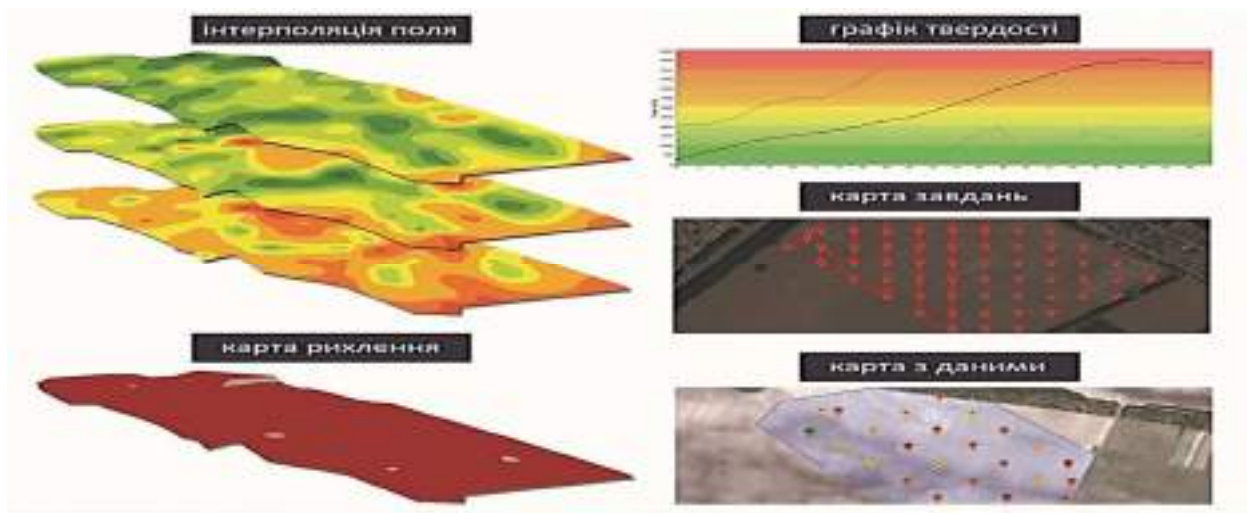 інтерполяція поля
графік твердості
карта завдань
карта рихлення
карта з даними